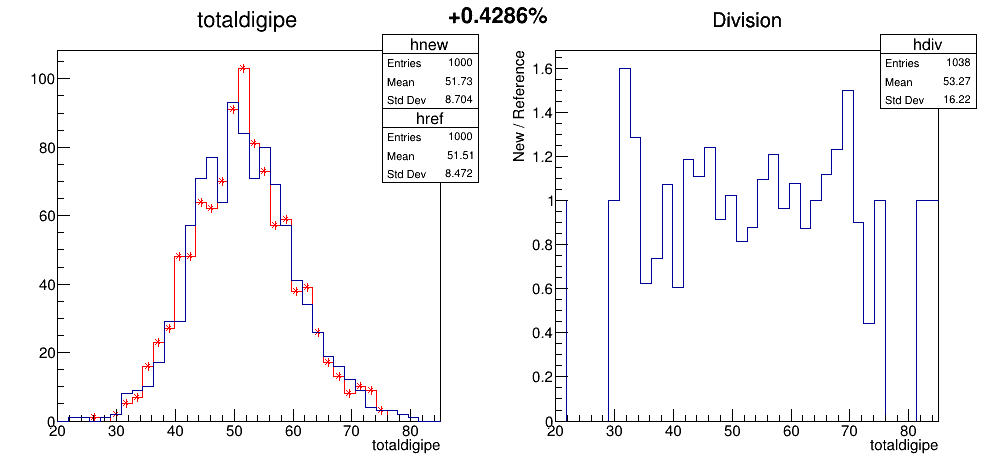 +0.4286%
totaldigipe
hnew
Entries 1000
Mean 51.73
Std Dev 8.704
href
Entries 1000
Mean 51.51
Std Dev 8.472
100
80
60
40
20
0
20 30 40 50 60 70 80
totaldigipe
Division
hdiv
Entries 1038
Mean 53.27
Std Dev 16.22
New / Reference
1.6
1.4
1.2
1
0.8
0.6
0.4
0.2
0
20 30 40 50 60 70 80
totaldigipe